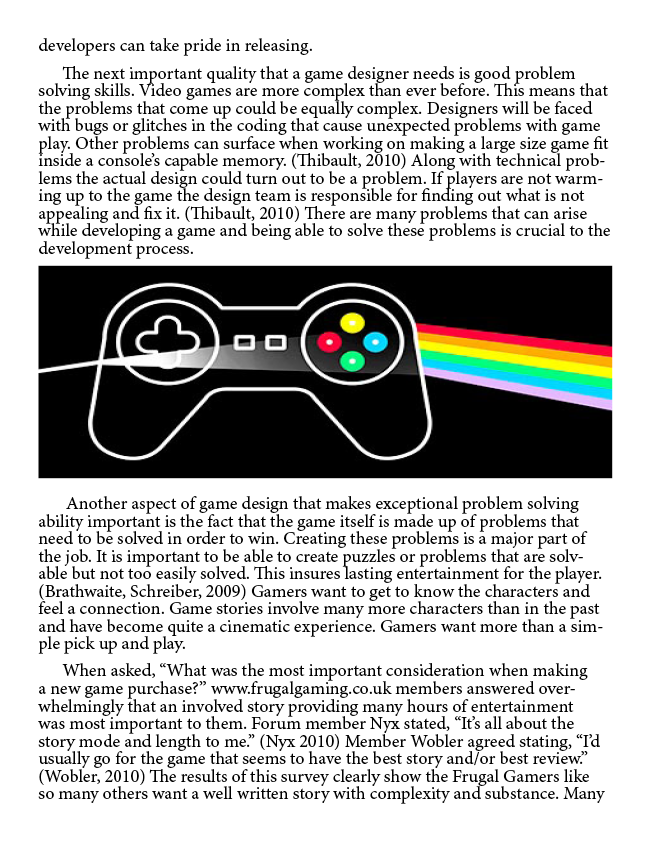 developers can take pride in releasing.
The next important quality that a game designer needs is good problem
solving skills. Video games are more complex than ever before. This means that
the problems that come up could be equally complex. Designers will be faced
with bugs or glitches in the coding that cause unexpected problems with game
play. Other problems can surface when working on making a large size game fit
inside a console’s capable memory. (Thibault, 2010) Along with technical prob-
lems the actual design could turn out to be a problem. If players are not warm-
ing up to the game the design team is responsible for finding out what is not
appealing and fix it. (Thibault, 2010) There are many problems that can arise
while developing a game and being able to solve these problems is crucial to the
development process.
Another aspect of game design that makes exceptional problem solving
ability important is the fact that the game itself is made up of problems that
need to be solved in order to win. Creating these problems is a major part of
the job. It is important to be able to create puzzles or problems that are solv-
able but not too easily solved. This insures lasting entertainment for the player.
(Brathwaite, Schreiber, 2009) Gamers want to get to know the characters and
feel a connection. Game stories involve many more characters than in the past
and have become quite a cinematic experience. Gamers want more than a sim-
ple pick up and play.
When asked, “What was the most important consideration when making
a new game purchase?” www.frugalgaming.co.uk members answered over-
whelmingly that an involved story providing many hours of entertainment
was most important to them. Forum member Nyx stated, “It’s all about the
story mode and length to me.” (Nyx 2010) Member Wobler agreed stating, “I’d
usually go for the game that seems to have the best story and/or best review.”
(Wobler, 2010) The results of this survey clearly show the Frugal Gamers like
so many others want a well written story with complexity and substance. Many